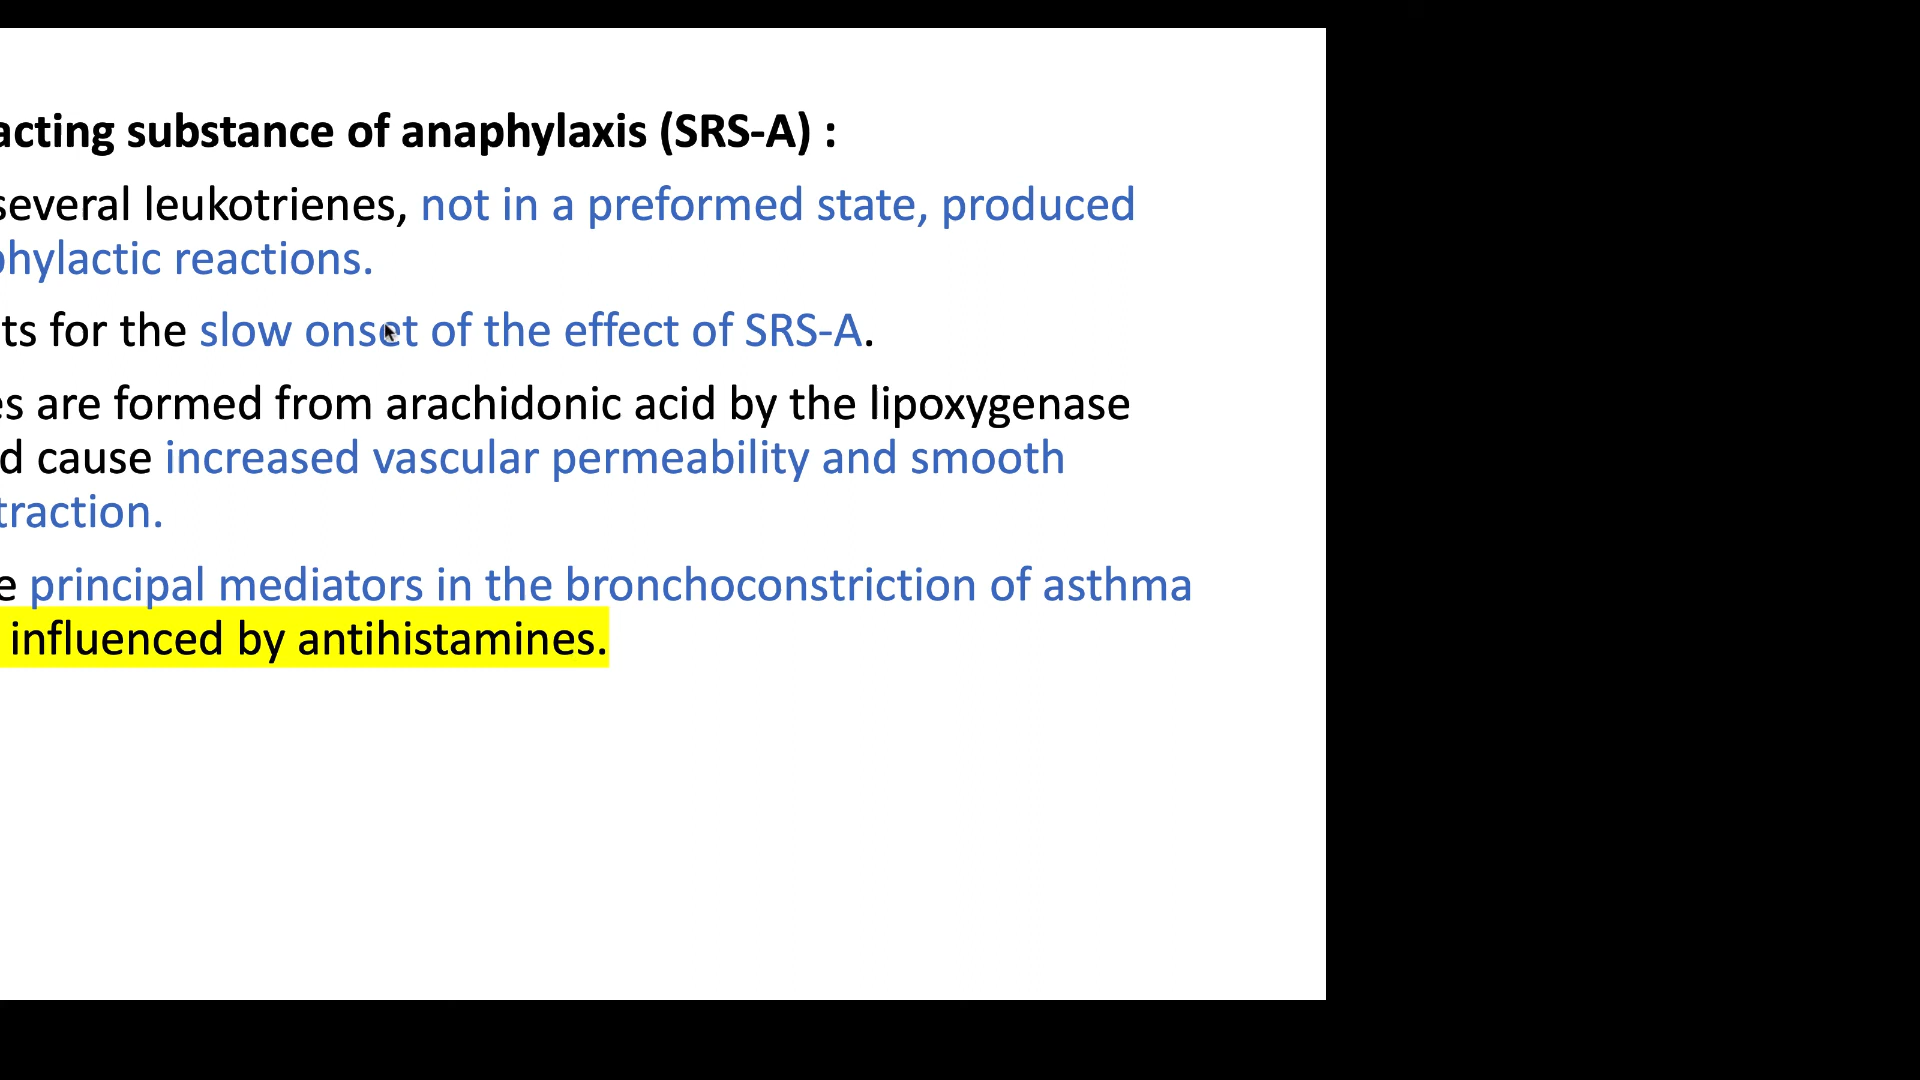 acting substance of anaphylaxis (SRS-A) :
several leukotrienes, not in a preformed state, produced
phylactic reactions.
ts for the slow onset of the effect of SRS-A.
es are formed from arachidonic acid by the lipoxygenase
d cause increased vascular permeability and smooth
traction.
e principal mediators in the bronchoconstriction of asthma
influenced by antihistamines.